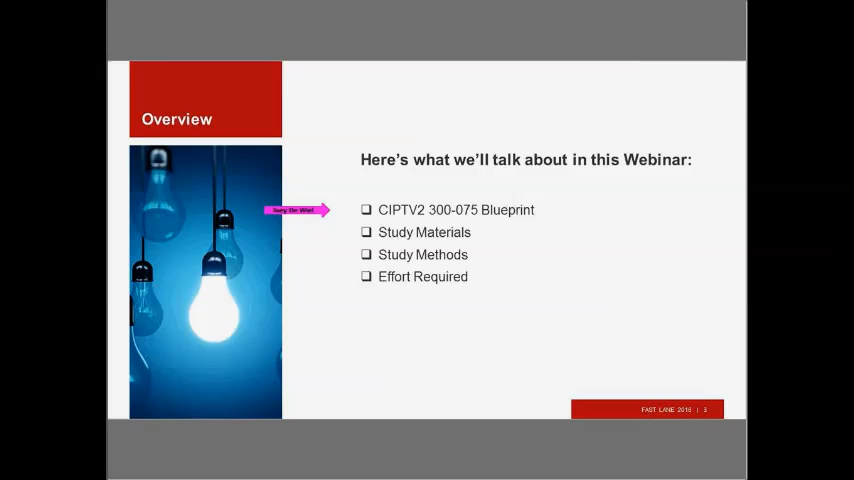 Overview
Here's what we'll talk about in this Webinar:
❑ CIPTV2 300-075 Blueprint
❑ Study Materials
❑ Study Methods
❑ Effort Required
FAST LANE 2016 | 3